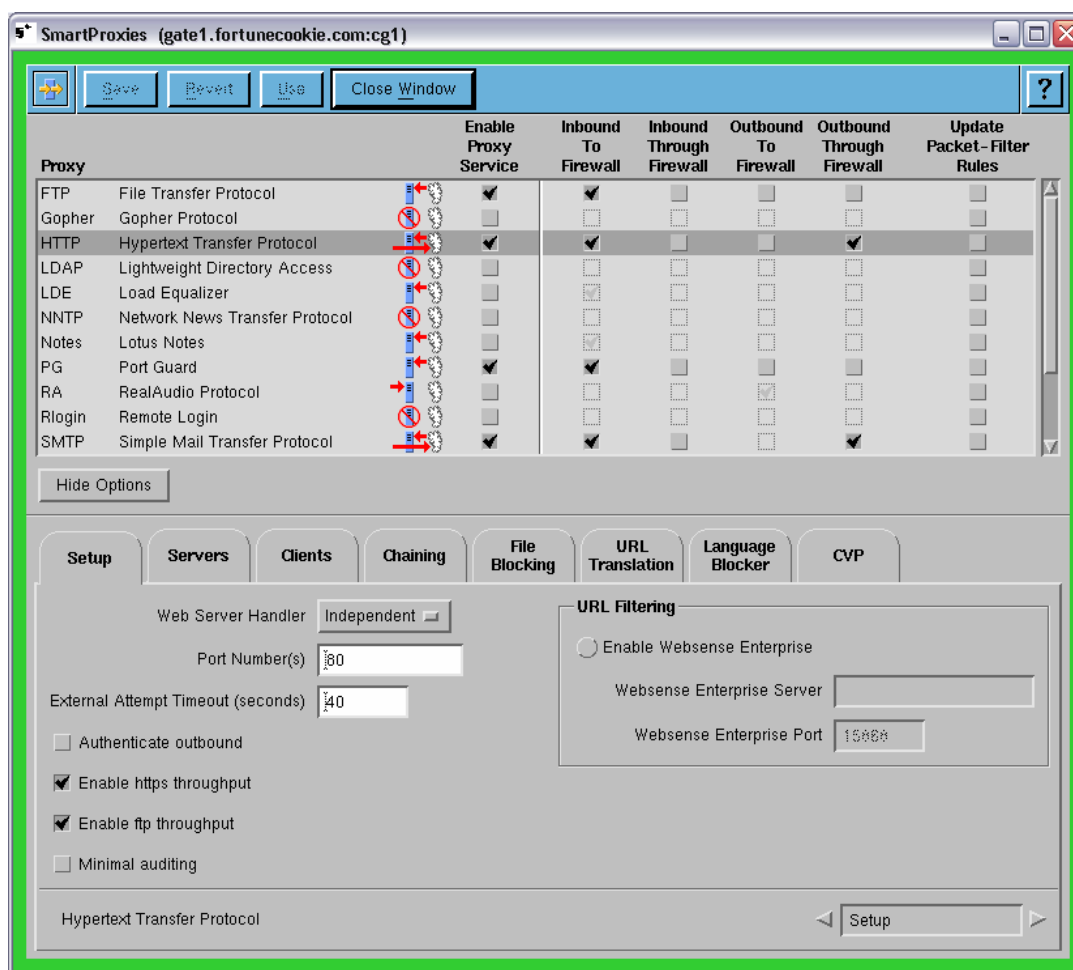 SmartProxies (gate1.fortunecookie.com:cg1)
Save Revert Use Close Window ?
Proxy Enable Proxy Service Inbound To Firewall Inbound Through Firewall Outbound To Firewall Outbound Through Firewall Update Packet-Filter Rules
FTP File Transfer Protocol
Gopher Gopher Protocol
HTTP Hypertext Transfer Protocol
LDAP Lightweight Directory Access
LDE Load Equalizer
NNTP Network News Transfer Protocol
Notes Lotus Notes
PG Port Guard
RA RealAudio Protocol
Rlogin Remote Login
SMTP Simple Mail Transfer Protocol
Hide Options
Setup Servers Clients Chaining File Blocking URL Translation Language Blocker CVP
Web Server Handler Independent
Port Number(s) 80
External Attempt Timeout (seconds) 40
Authenticate outbound
Enable https throughput
Enable ftp throughput
Minimal auditing
URL Filtering
Enable Websense Enterprise
Websense Enterprise Server
Websense Enterprise Port 15868
Hypertext Transfer Protocol
Setup